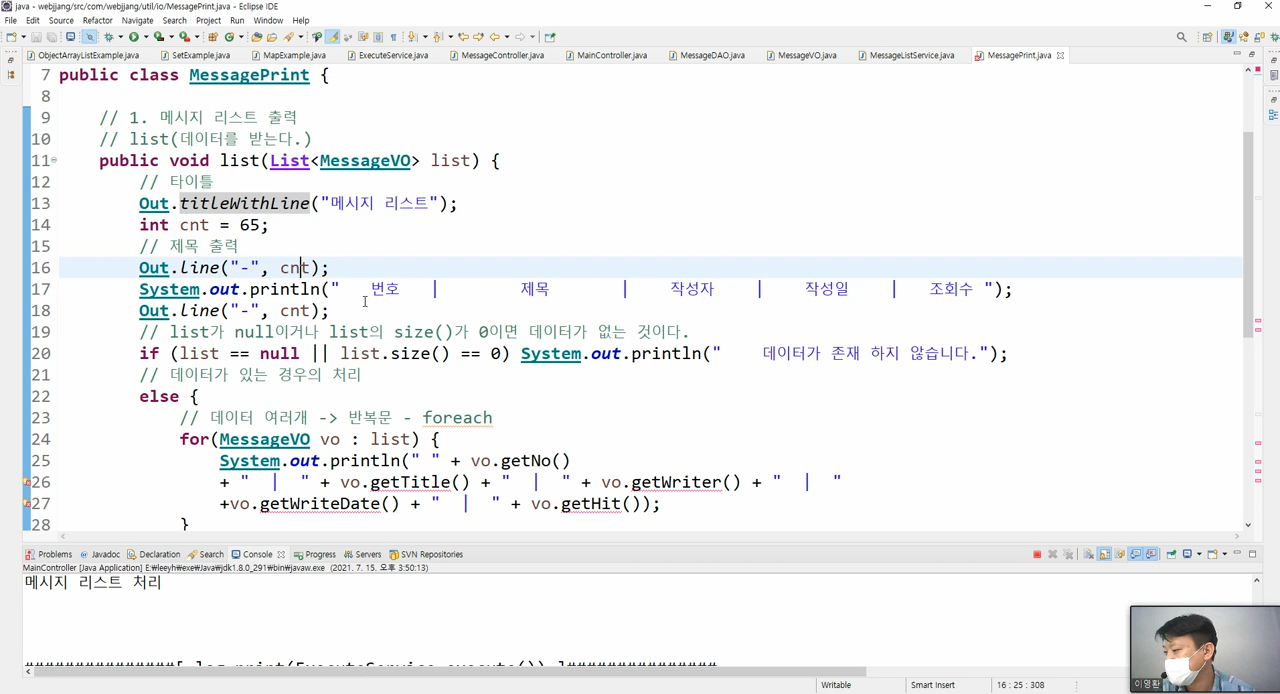 java - webjjang/src/com/webjjang/util/io/MessagePrint.java - Eclipse IDE
File Edit Source Refactor Navigate Search Project Run Window Help
ObjectArrayListExample.java SetExample.java MapExample.java ExecuteService.java MessageController.java MainController.java MessageDAO.java MessageVO.java MessageListService.java MessagePrint.java
7 public class MessagePrint {
8
9 // 1. 메시지 리스트 출력
10 // list(데이터를 받는다.)
11 public void list(List<MessageVO> list) {
12 // 타이틀
13 Out.titleWithLine("메시지 리스트");
14 int cnt = 65;
15 // 제목 출력
16 Out.line("-", cnt);
17 System.out.println(" 번호 | 제목 | 작성자 | 작성일 | 조회수 ");
18 Out.line("-", cnt);
19 // list가 null이거나 list의 size()가 0이면 데이터가 없는 것이다.
20 if (list == null || list.size() == 0) System.out.println(" 데이터가 존재 하지 않습니다.");
21 // 데이터가 있는 경우의 처리
22 else {
23 // 데이터 여러개 -> 반복문 - foreach
24 for(MessageVO vo : list) {
25 System.out.println(" " + vo.getNo()
26 + " | " + vo.getTitle() + " | " + vo.getWriter() + " | "
27 +vo.getWriteDate() + " | " + vo.getHit());
28 }
Problems Javadoc Declaration Search Console Progress Servers SVN Repositories
MainController [Java Application] E:\leeyh\exe\Java\jdk1.8.0_291\bin\javaw.exe (2021. 7. 15. 오후 3:50:13)
메시지 리스트 처리
################[ log print(ExecuteService.execute()) ]################
이영환
Writable Smart Insert 16 : 25 : 308